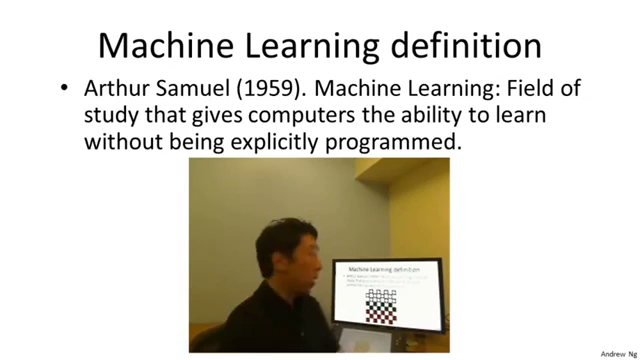 Machine Learning definition
• Arthur Samuel (1959). Machine Learning: Field of
study that gives computers the ability to learn
without being explicitly programmed.
Machine Learning definition
Andrew Ng